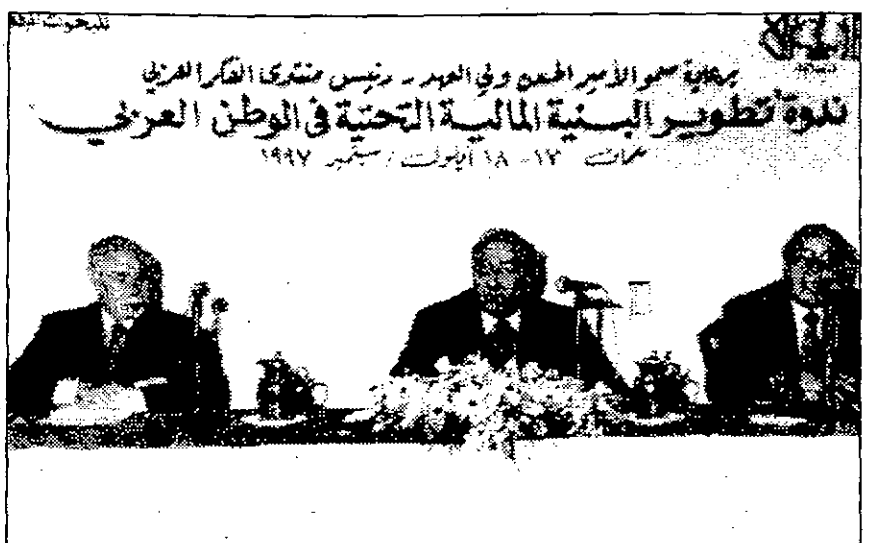 برعاية سمو الأمير الحسن ولي العهد - رئيس منتدى الفكر العربي
ندوة تطوير البنية المالية التحتية في الوطن العربي
عمان ١٧-١٨ أيلول / سبتمبر ١٩٩٧